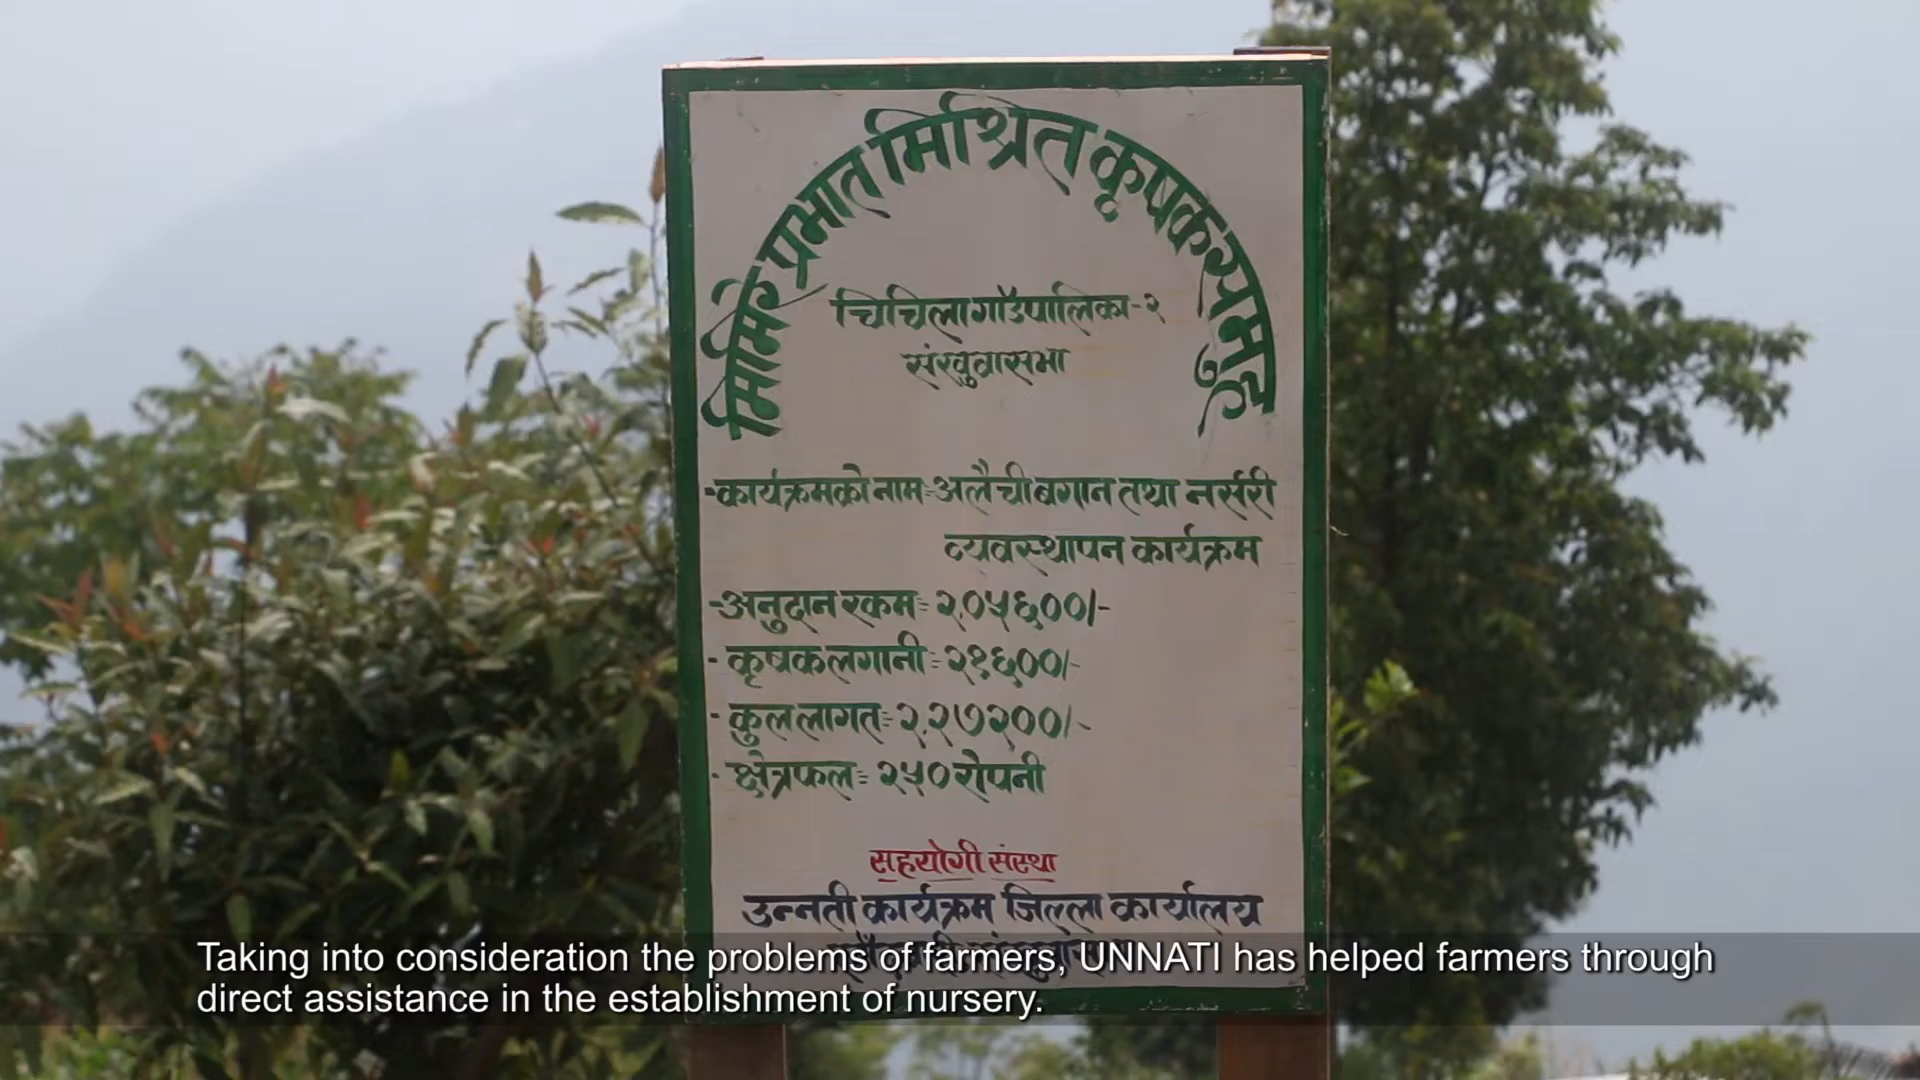 मिर्मिरे प्रभात मिश्रित कृषक समुह
चिचिला गाँउपालिका-२
संखुवासभा
-कार्यक्रमको नाम=अलैची बगान तथा नर्सरी
व्यवस्थापन कार्यक्रम
-अनुदान रकम=२,०५६००/-
- कृषक लगानी=२१६००/-
- कुल लागत=२,२७२००/-
- क्षेत्रफल=२५० रोपनी
सहयोगी संस्था
उन्नती कार्यक्रम जिल्ला कार्यालय
Taking into consideration the problems of farmers, UNNATI has helped farmers through
direct assistance in the establishment of nursery.